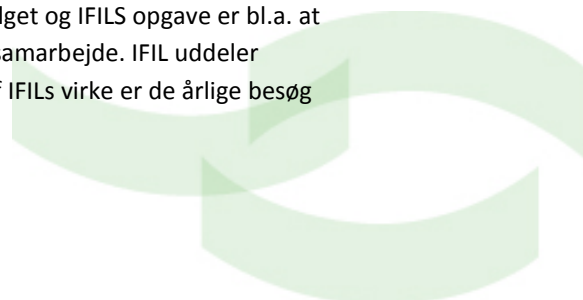 lget og IFILS opgave er bl.a. at
samarbejde. IFIL uddeler
IFILs virke er de årlige besøg